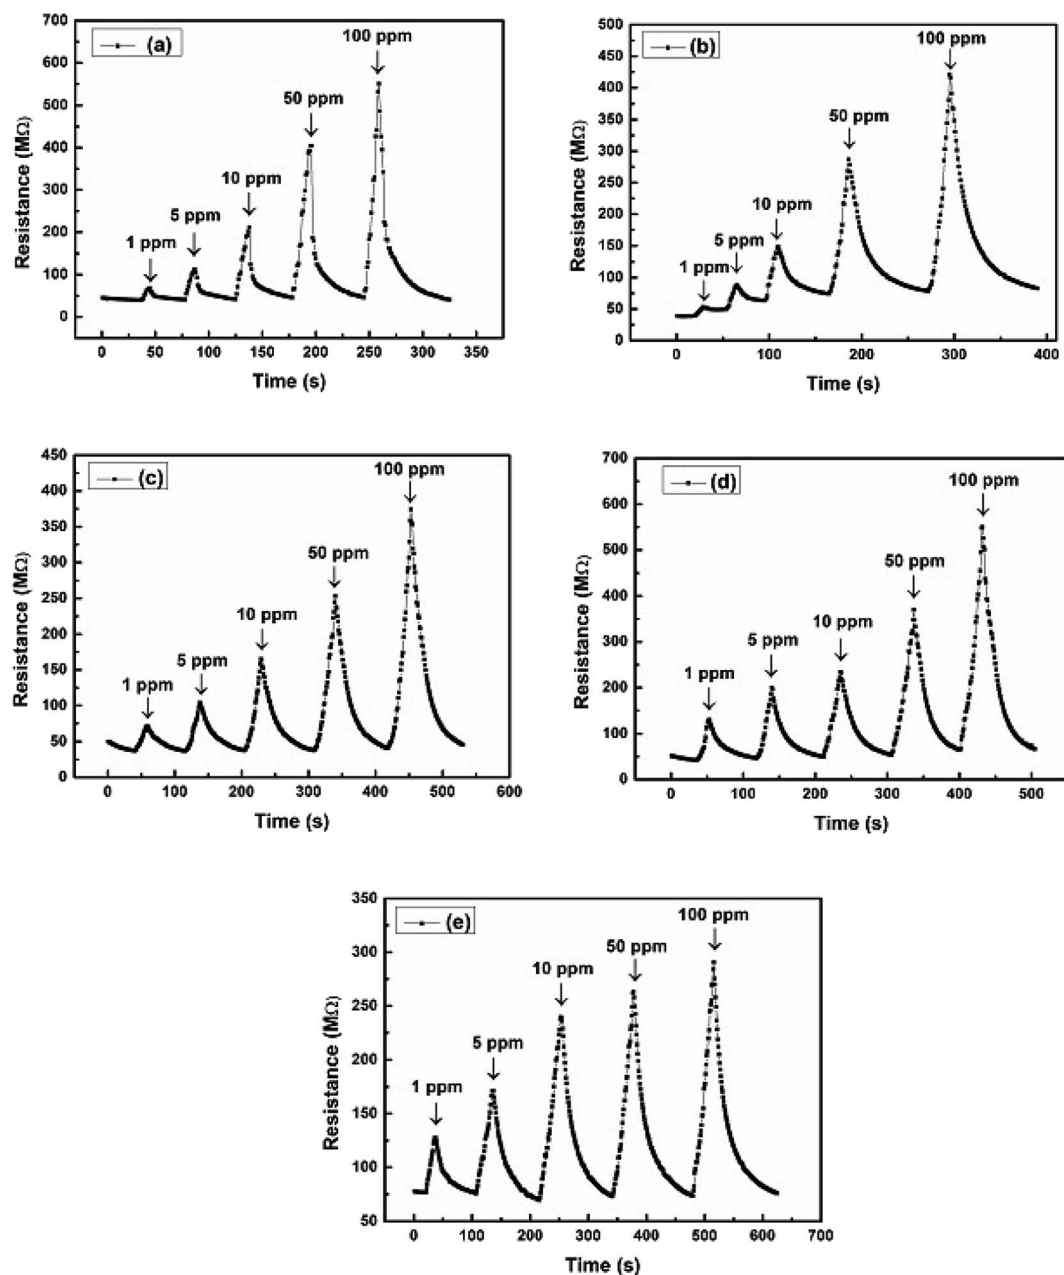 (a)
700
600
500
400
300
200
100
0
Resistance (MΩ)
1 ppm
5 ppm
10 ppm
50 ppm
100 ppm
0 50 100 150 200 250 300 350
Time (s)
(b)
500
450
400
350
300
250
200
150
100
50
0
Resistance (MΩ)
1 ppm
5 ppm
10 ppm
50 ppm
100 ppm
0 100 200 300 400
Time (s)
(c)
450
400
350
300
250
200
150
100
50
0
Resistance (MΩ)
1 ppm
5 ppm
10 ppm
50 ppm
100 ppm
0 100 200 300 400 500 600
Time (s)
(d)
700
600
500
400
300
200
100
0
Resistance (MΩ)
1 ppm
5 ppm
10 ppm
50 ppm
100 ppm
0 100 200 300 400 500
Time (s)
(e)
350
300
250
200
150
100
50
Resistance (MΩ)
1 ppm
5 ppm
10 ppm
50 ppm
100 ppm
0 100 200 300 400 500 600 700
Time (s)